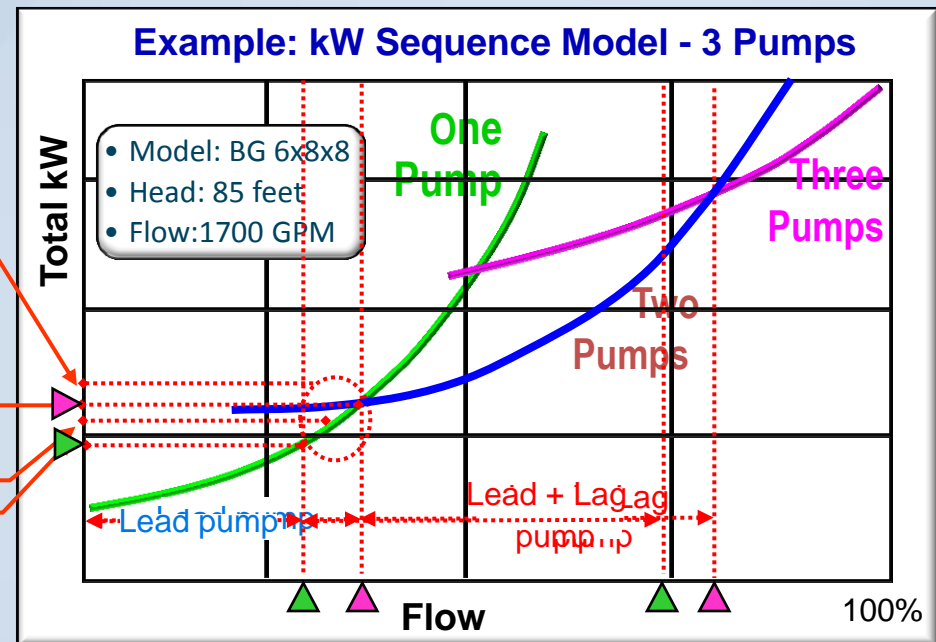 Example: kW Sequence Model - 3 Pumps
Total kW
• Model: BG 6x8x8
• Head: 85 feet
• Flow:1700 GPM
One
Pump
Three
Pumps
Two
Pumps
Lead pump
Lead + Lag
pump
Flow
100%